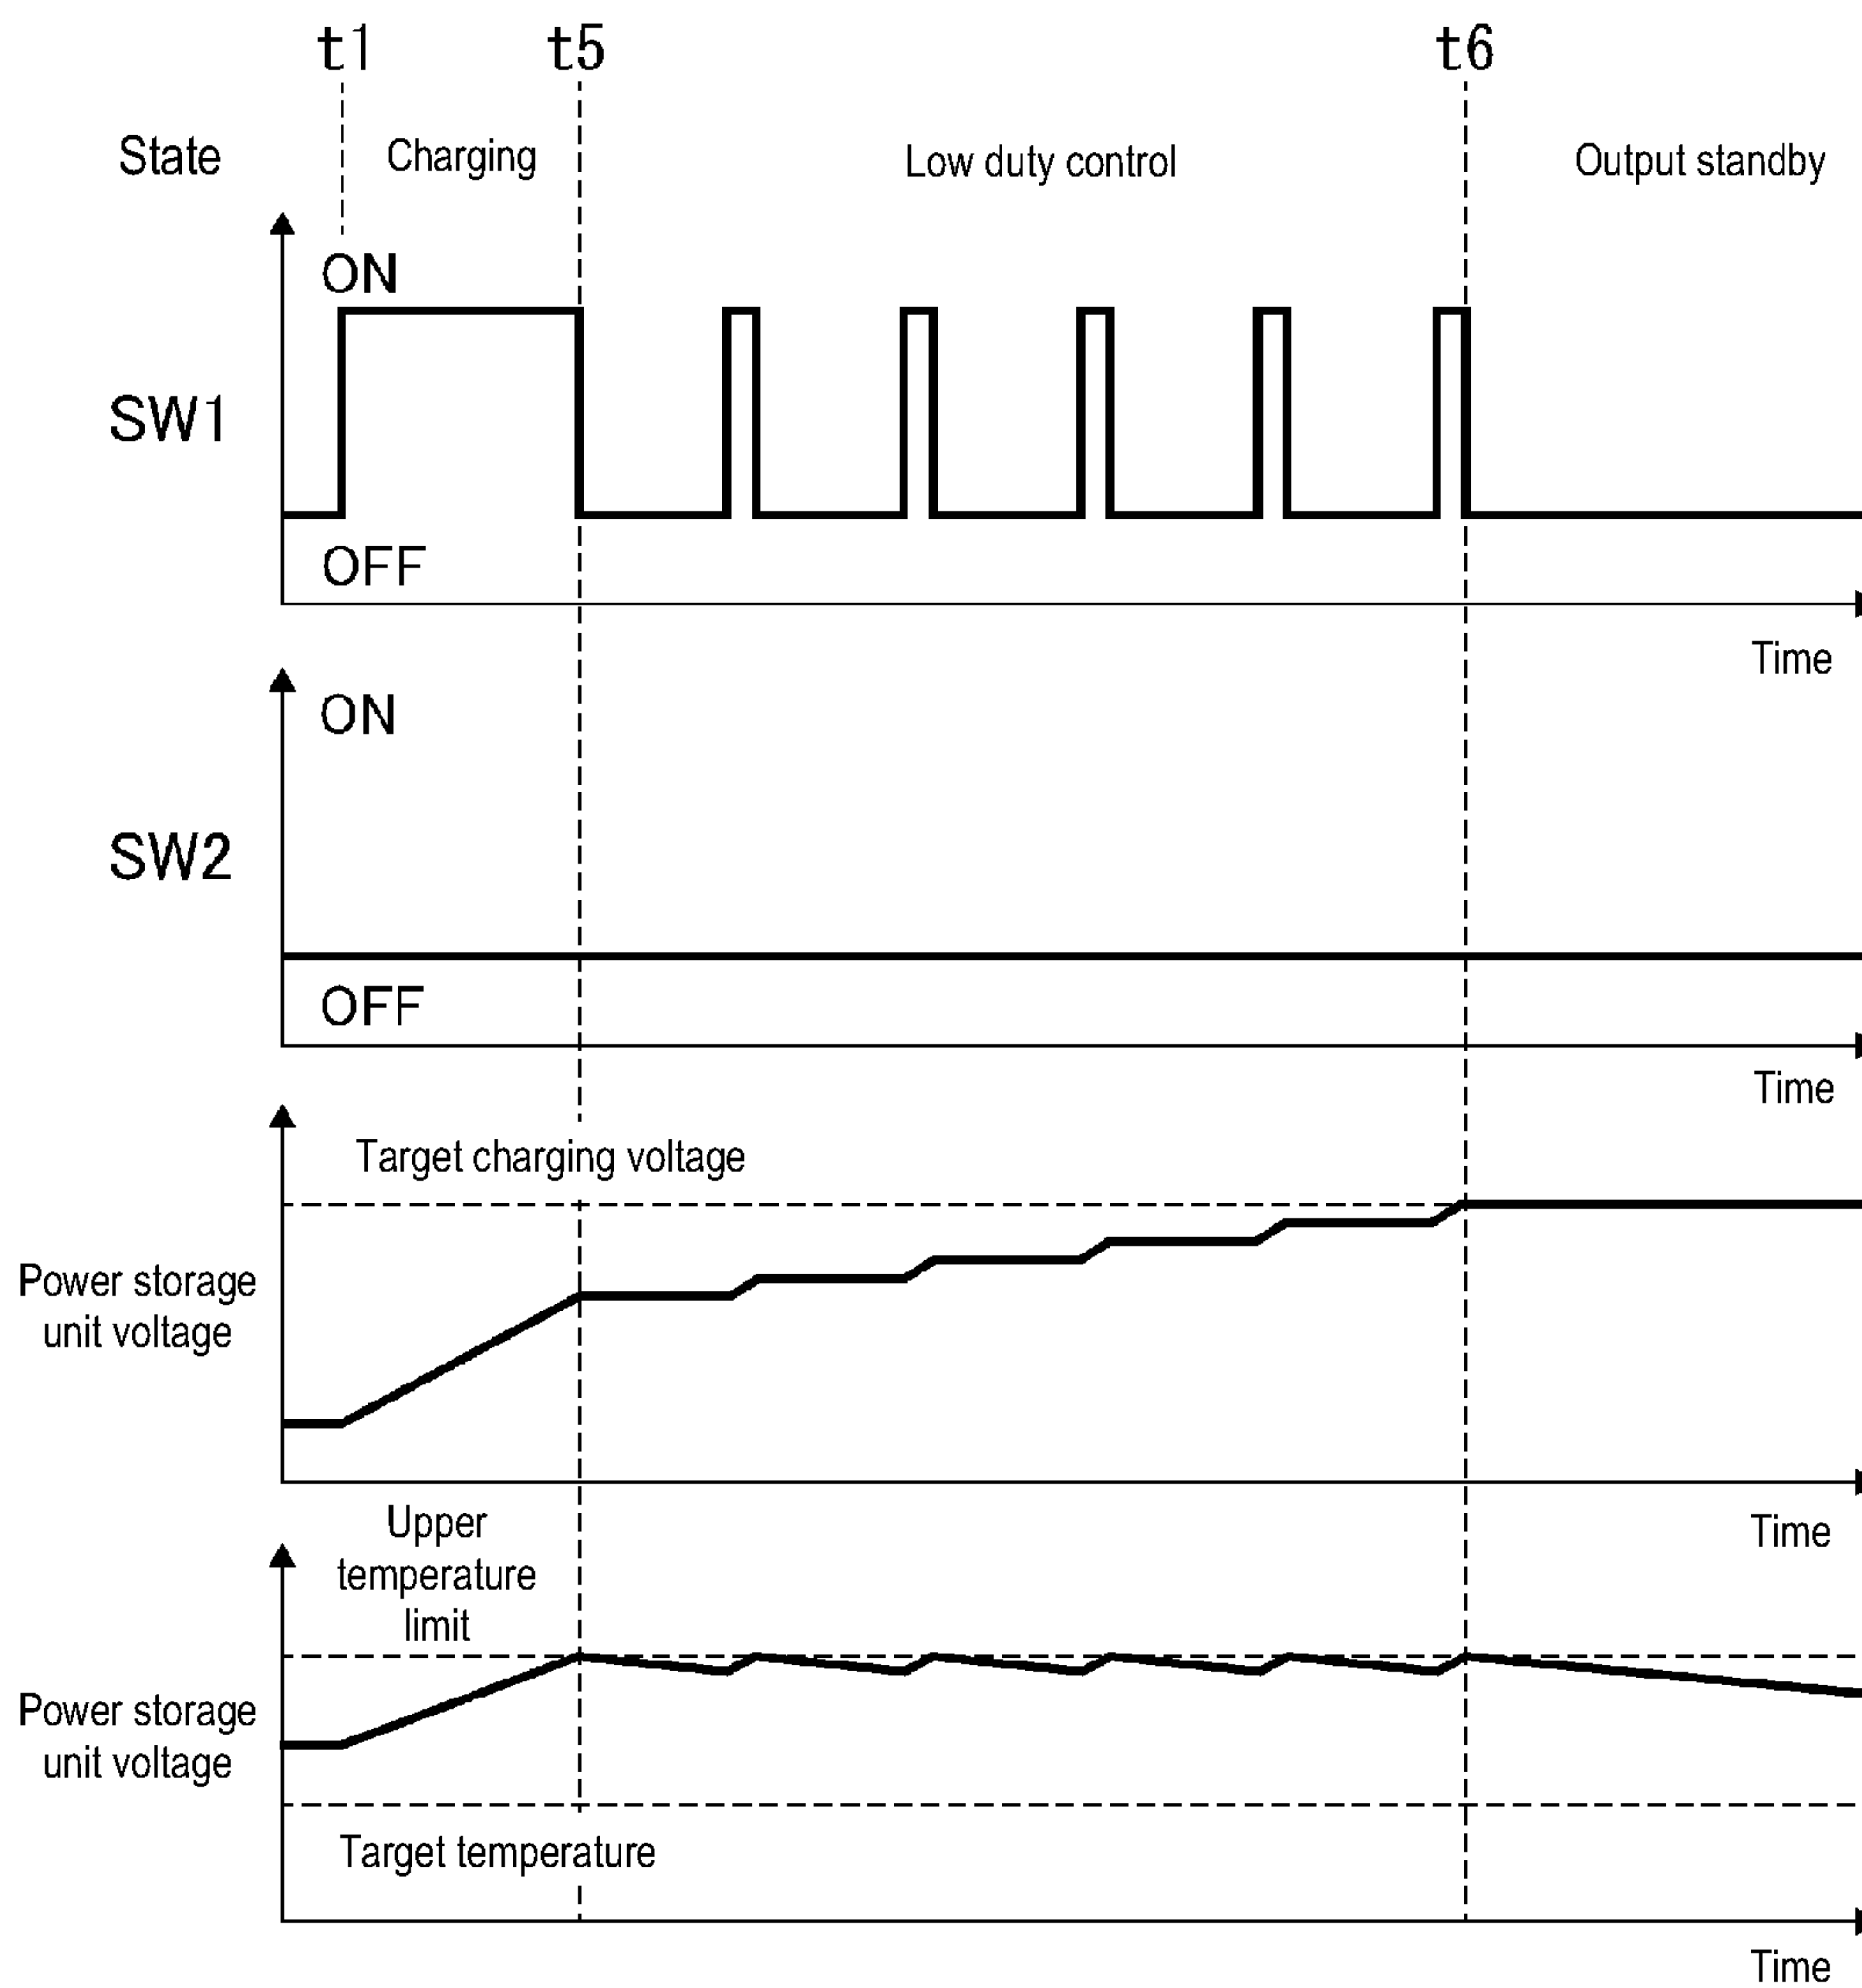 t1
t5
t6
State
Charging
Low duty control
Output standby
ON
SW1
OFF
Time
ON
SW2
OFF
Time
Target charging voltage
Power storage
unit voltage
Time
Upper
temperature
limit
Power storage
unit voltage
Target temperature
Time